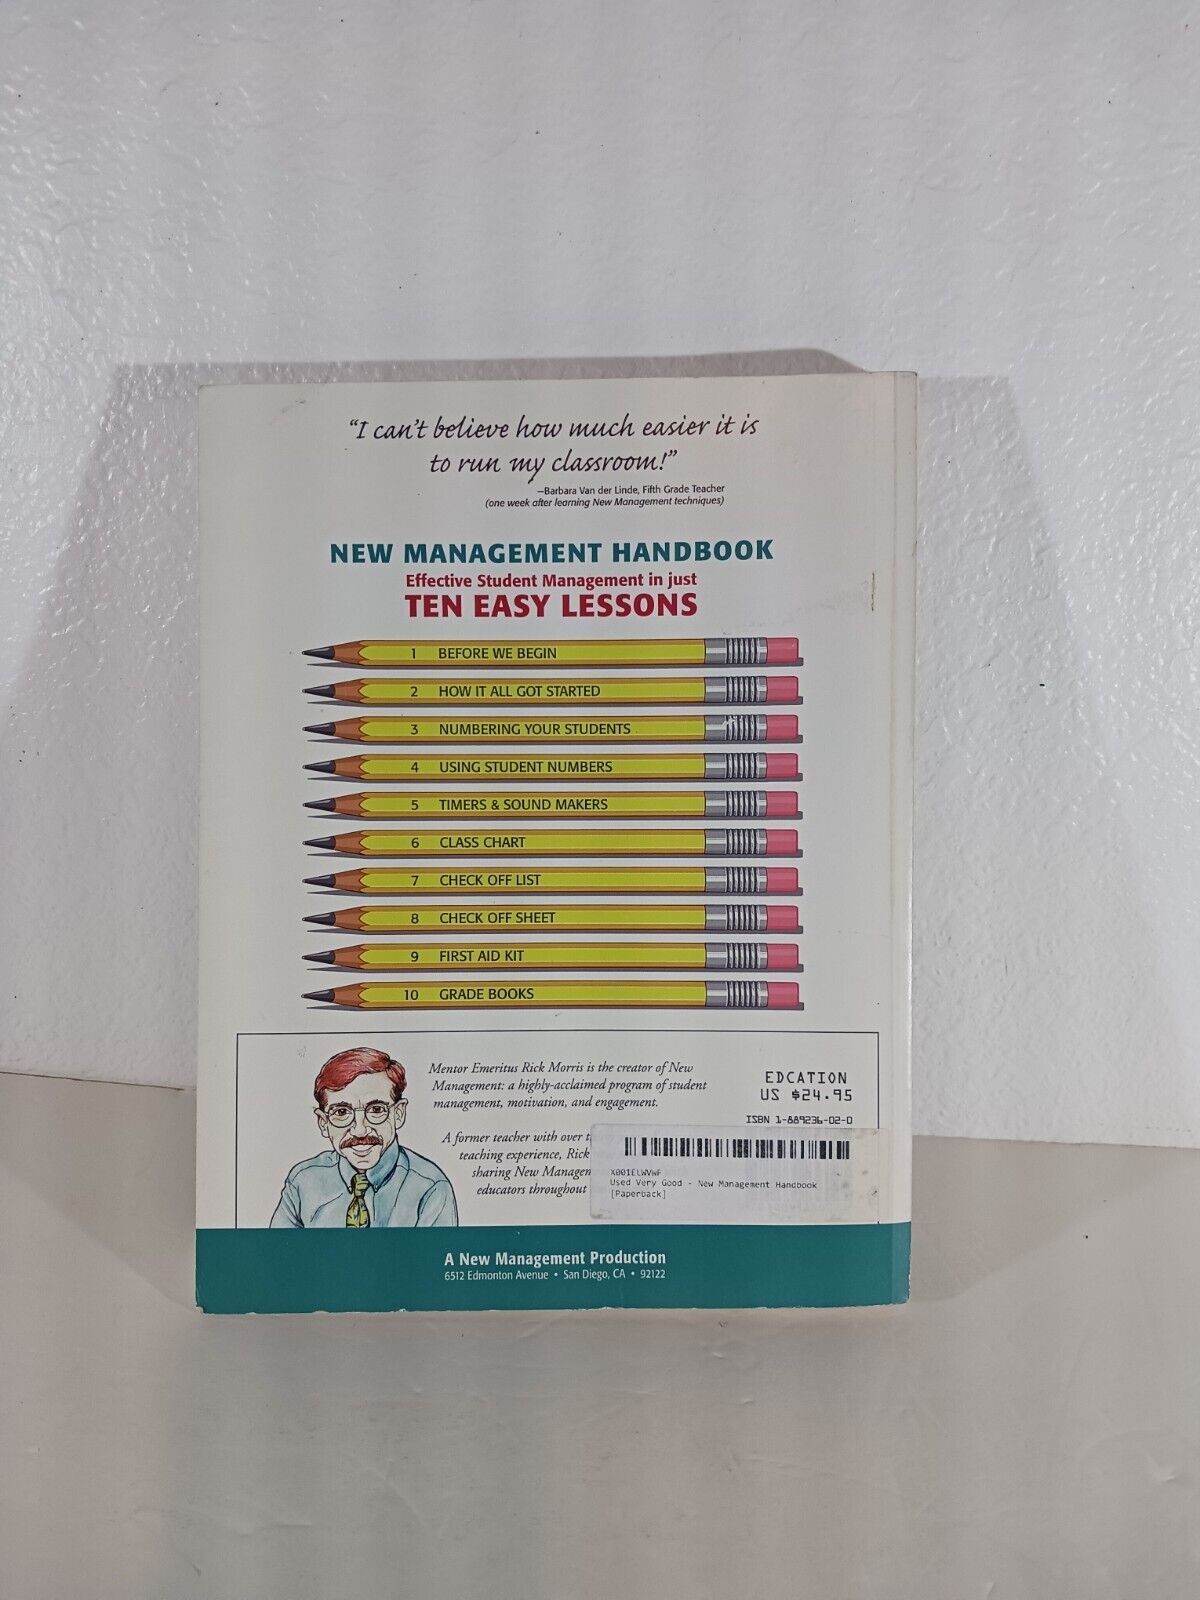 “I can’t believe how much easier it is
to run my classroom!”
—Barbara Van der Linde, Fifth Grade Teacher
(one week after learning New Management techniques)
NEW MANAGEMENT HANDBOOK
Effective Student Management in just
TEN EASY LESSONS
1 BEFORE WE BEGIN
2 HOW IT ALL GOT STARTED
3 NUMBERING YOUR STUDENTS
4 USING STUDENT NUMBERS
5 TIMERS & SOUND MAKERS
6 CLASS CHART
7 CHECK OFF LIST
8 CHECK OFF SHEET
9 FIRST AID KIT
10 GRADE BOOKS
Mentor Emeritus Rick Morris is the creator of New
Management: a highly-acclaimed program of student
management, motivation, and engagement.
A former teacher with over
teaching experience, Rick
sharing New Managem
educators throughout
EDCATION
US $24.95
ISBN 1-889236-02-0
X001ELWVWF
Used Very Good - New Management Handbook
[Paperback]
A New Management Production
6512 Edmonton Avenue • San Diego, CA • 92122